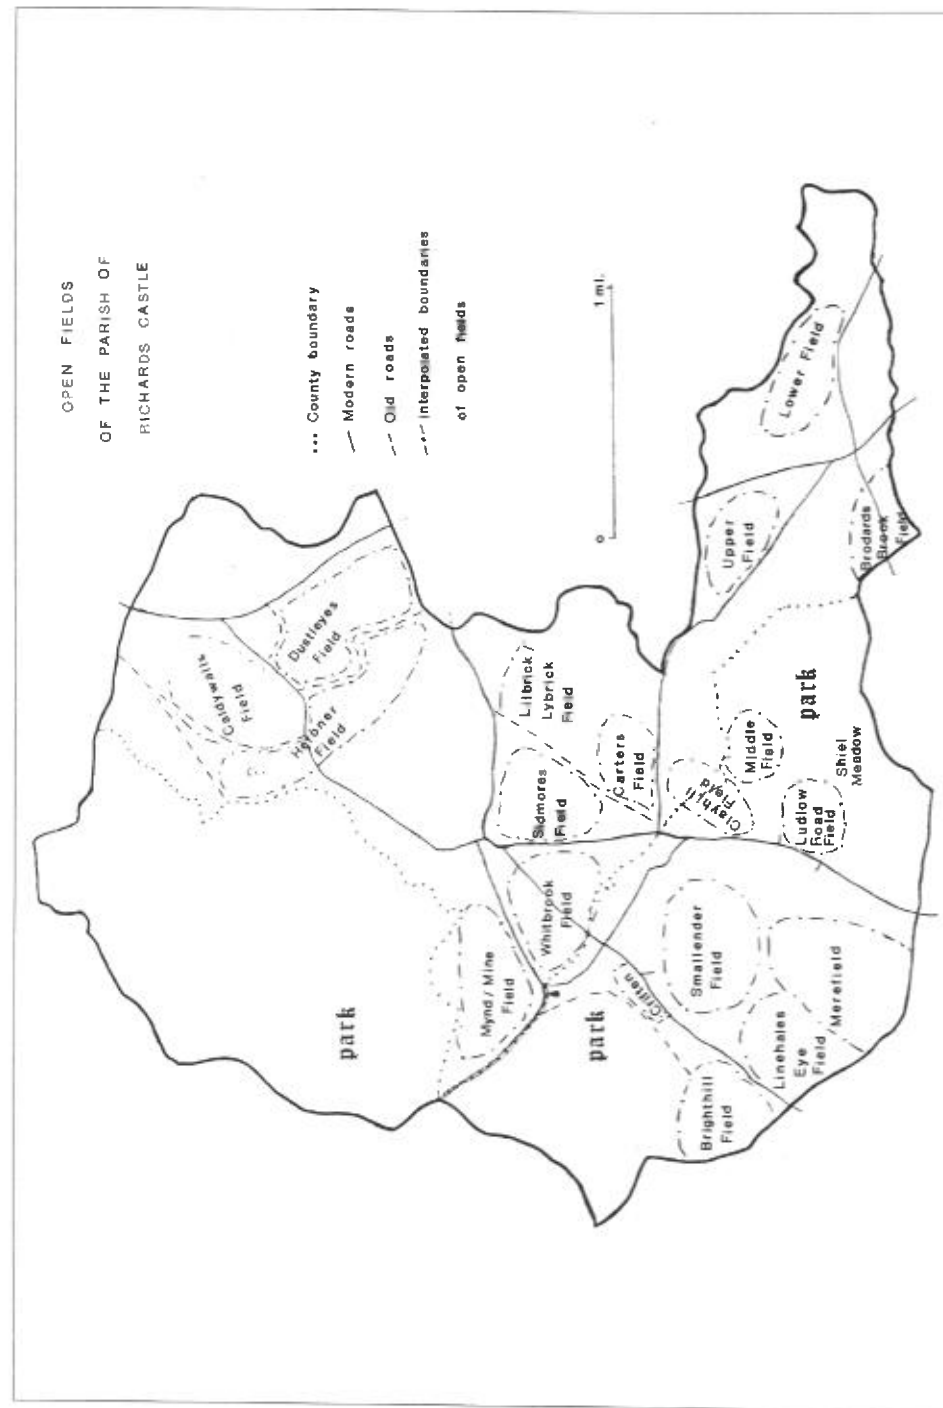 OPEN FIELDS
OF THE PARISH OF
RICHARDS CASTLE
County boundary
Modern roads
Old roads
interpolated boundaries
of open fields
0
1 ml.
Caldywalls
Field
Dustleyes
Field
Heroner
Field
park
Mynd / Mine
Field
Sidmores
Field
Lilbrick
Lybrick
Field
Whitbrook
Field
Carters
Field
park
Critten
Clayhill
Field
Upper
Field
Lower Field
Smallender
Field
Middle
Field
Brighthill
Field
Linehales
Eye
Field
Merefield
Ludlow
Road
Field
Shiel
Meadow
park
Brodards
Brook
Field